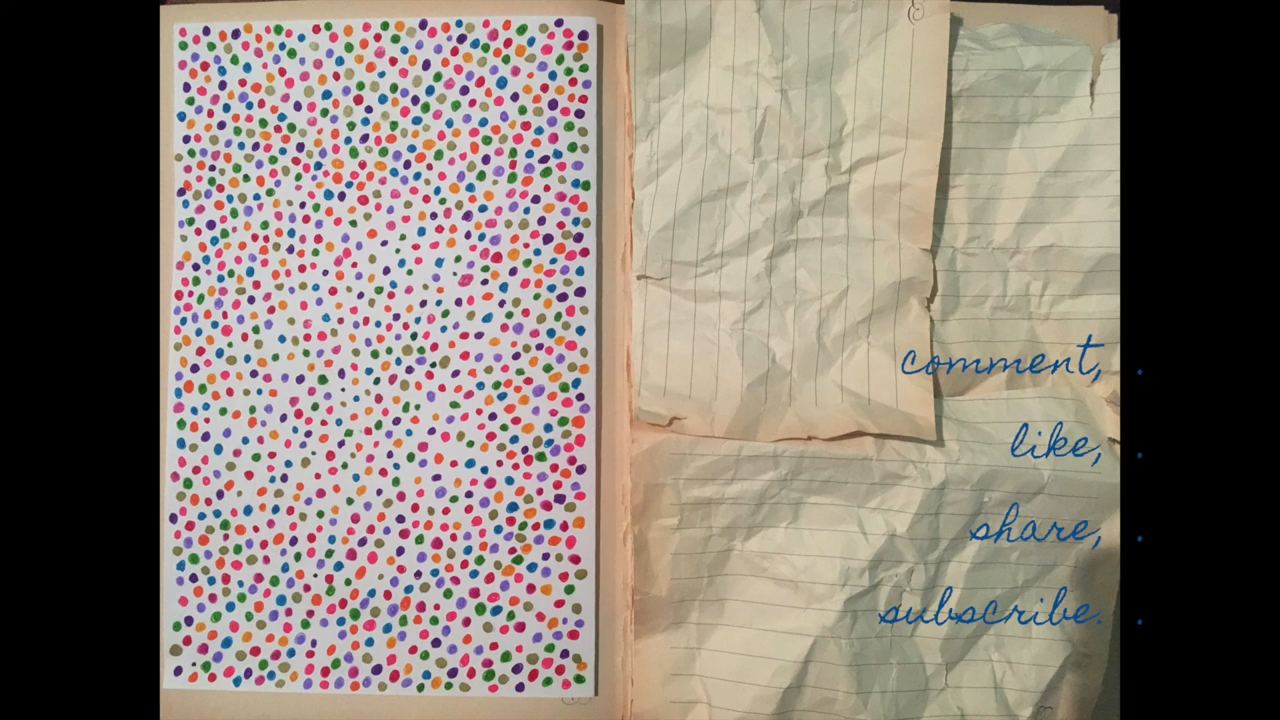 comment,
like,
share,
subscribe.